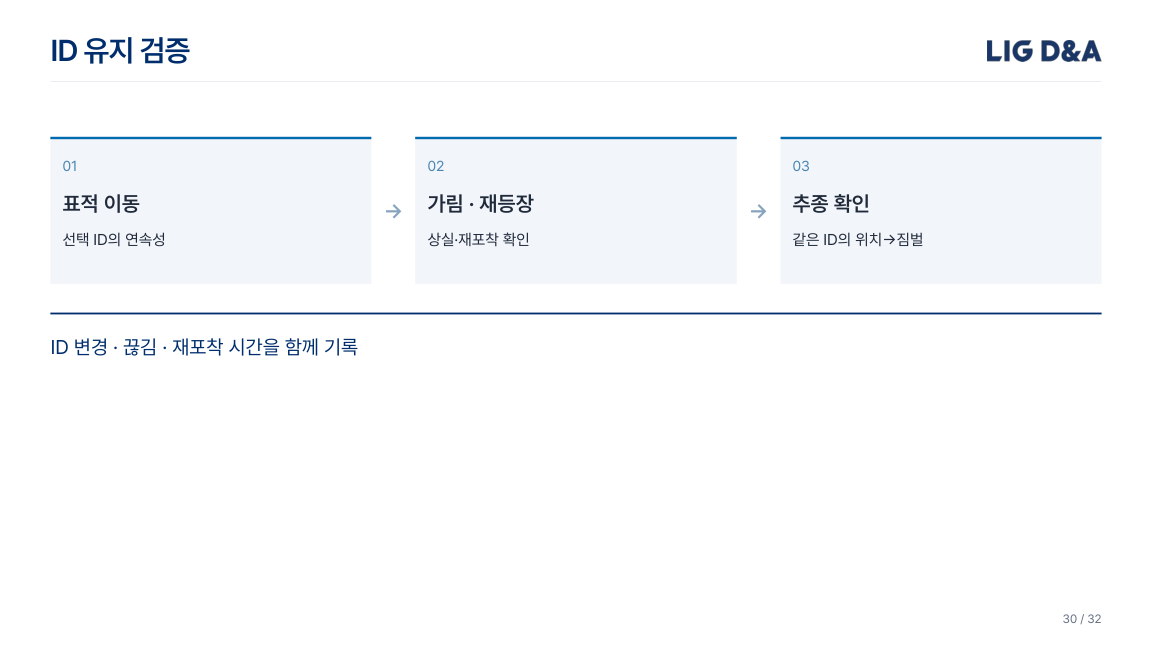 ID 유지 검증
LIG D&A
01
표적 이동
선택 ID의 연속성
→
02
가림 · 재등장
상실·재포착 확인
→
03
추종 확인
같은 ID의 위치→짐벌
ID 변경 · 끊김 · 재포착 시간을 함께 기록
30 / 32